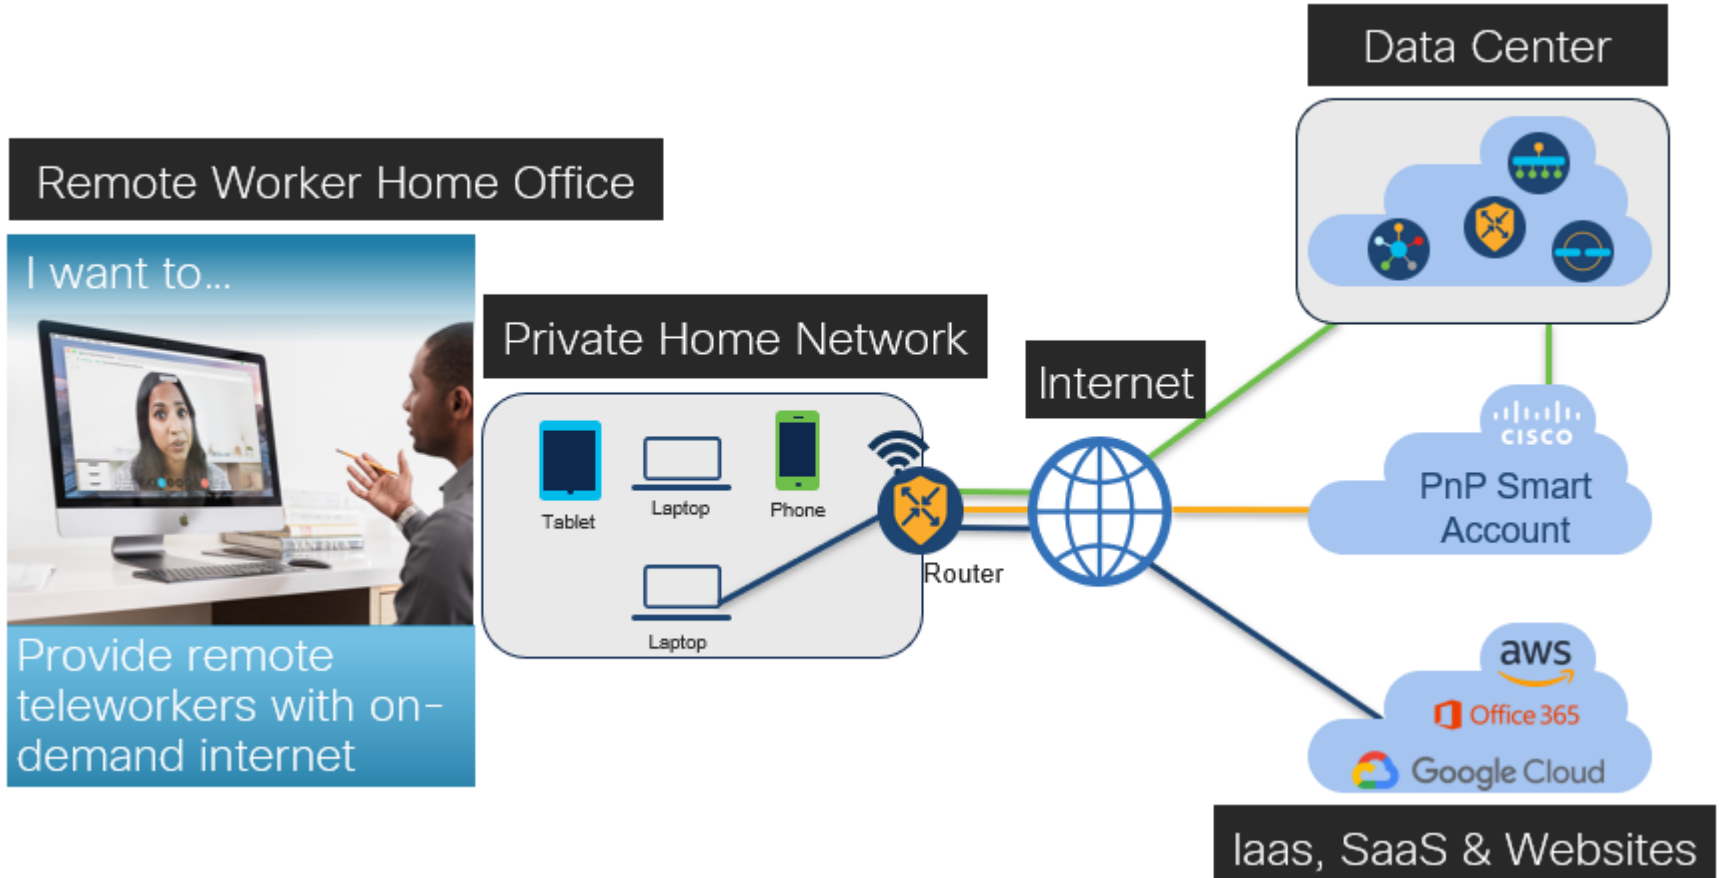 Data Center
Remote Worker Home Office
I want to...
Private Home Network
Internet
Tablet
Laptop
Phone
Router
Laptop
CISCO
PnP Smart
Account
Provide remote
teleworkers with on-
demand internet
aws
Office 365
Google Cloud
Iaas, SaaS & Websites